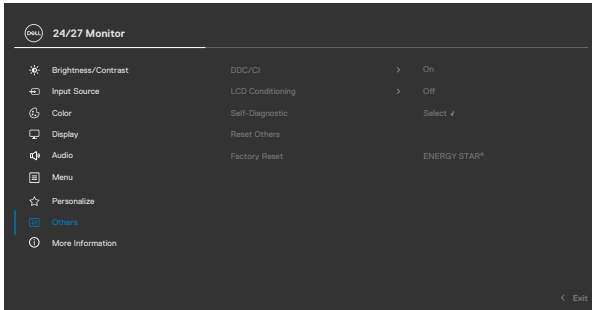 DELL 24/27 Monitor
Brightness/Contrast DDC/CI > On
Input Source LCD Conditioning > Off
Color Self-Diagnostic Select ✓
Display Reset Others
Audio Factory Reset ENERGY STAR®
Menu
Personalize
Others
More Information
< Exit